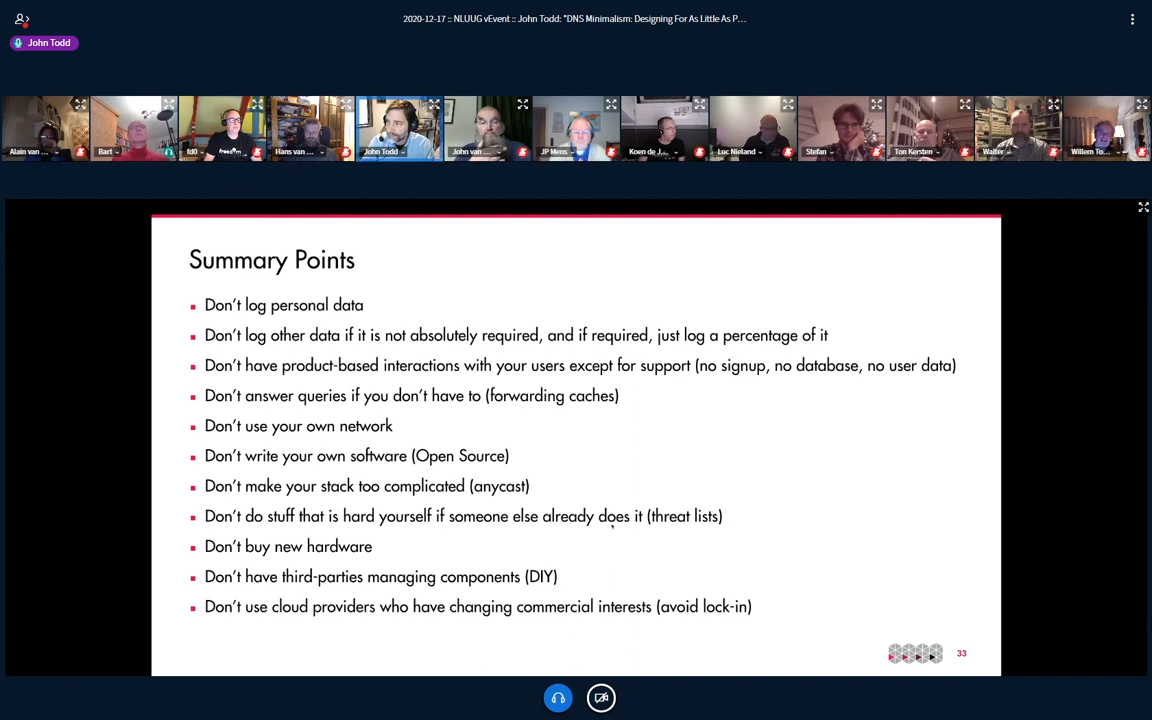 2020-12-17 :: NLUUG vEvent :: John Todd: "DNS Minimalism: Designing For As Little As P...
John Todd
Alain van ...
Bart
fd0
Hans van ...
John Todd
John van ...
JP Mens
Koen de J...
Luc Nieland
Stefan
Ton Kersten
Walter
Willem To...
Summary Points
Don't log personal data
Don't log other data if it is not absolutely required, and if required, just log a percentage of it
Don't have product-based interactions with your users except for support (no signup, no database, no user data)
Don't answer queries if you don't have to (forwarding caches)
Don't use your own network
Don't write your own software (Open Source)
Don't make your stack too complicated (anycast)
Don't do stuff that is hard yourself if someone else already does it (threat lists)
Don't buy new hardware
Don't have third-parties managing components (DIY)
Don't use cloud providers who have changing commercial interests (avoid lock-in)
33